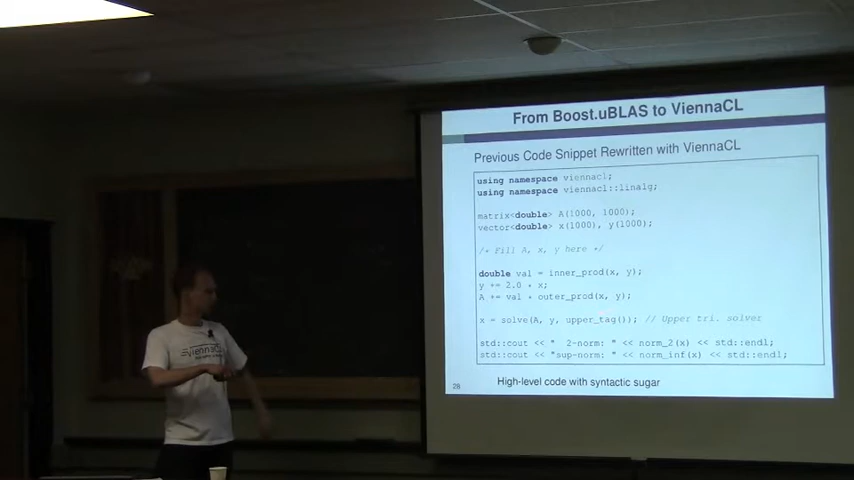 From Boost.uBLAS to ViennaCL
Previous Code Snippet Rewritten with ViennaCL
using namespace viennacl;
using namespace viennacl::linalg;
matrix<double> A(1000, 1000);
vector<double> x(1000), y(1000);
/* Fill A, x, y here */
double val = inner_prod(x, y);
y += 2.0 * x;
A += val * outer_prod(x, y);
x = solve(A, y, upper_tag()); // Upper tri. solver
std::cout << " 2-norm: " << norm_2(x) << std::endl;
std::cout << "sup-norm: " << norm_inf(x) << std::endl;
28
High-level code with syntactic sugar
viennaCL